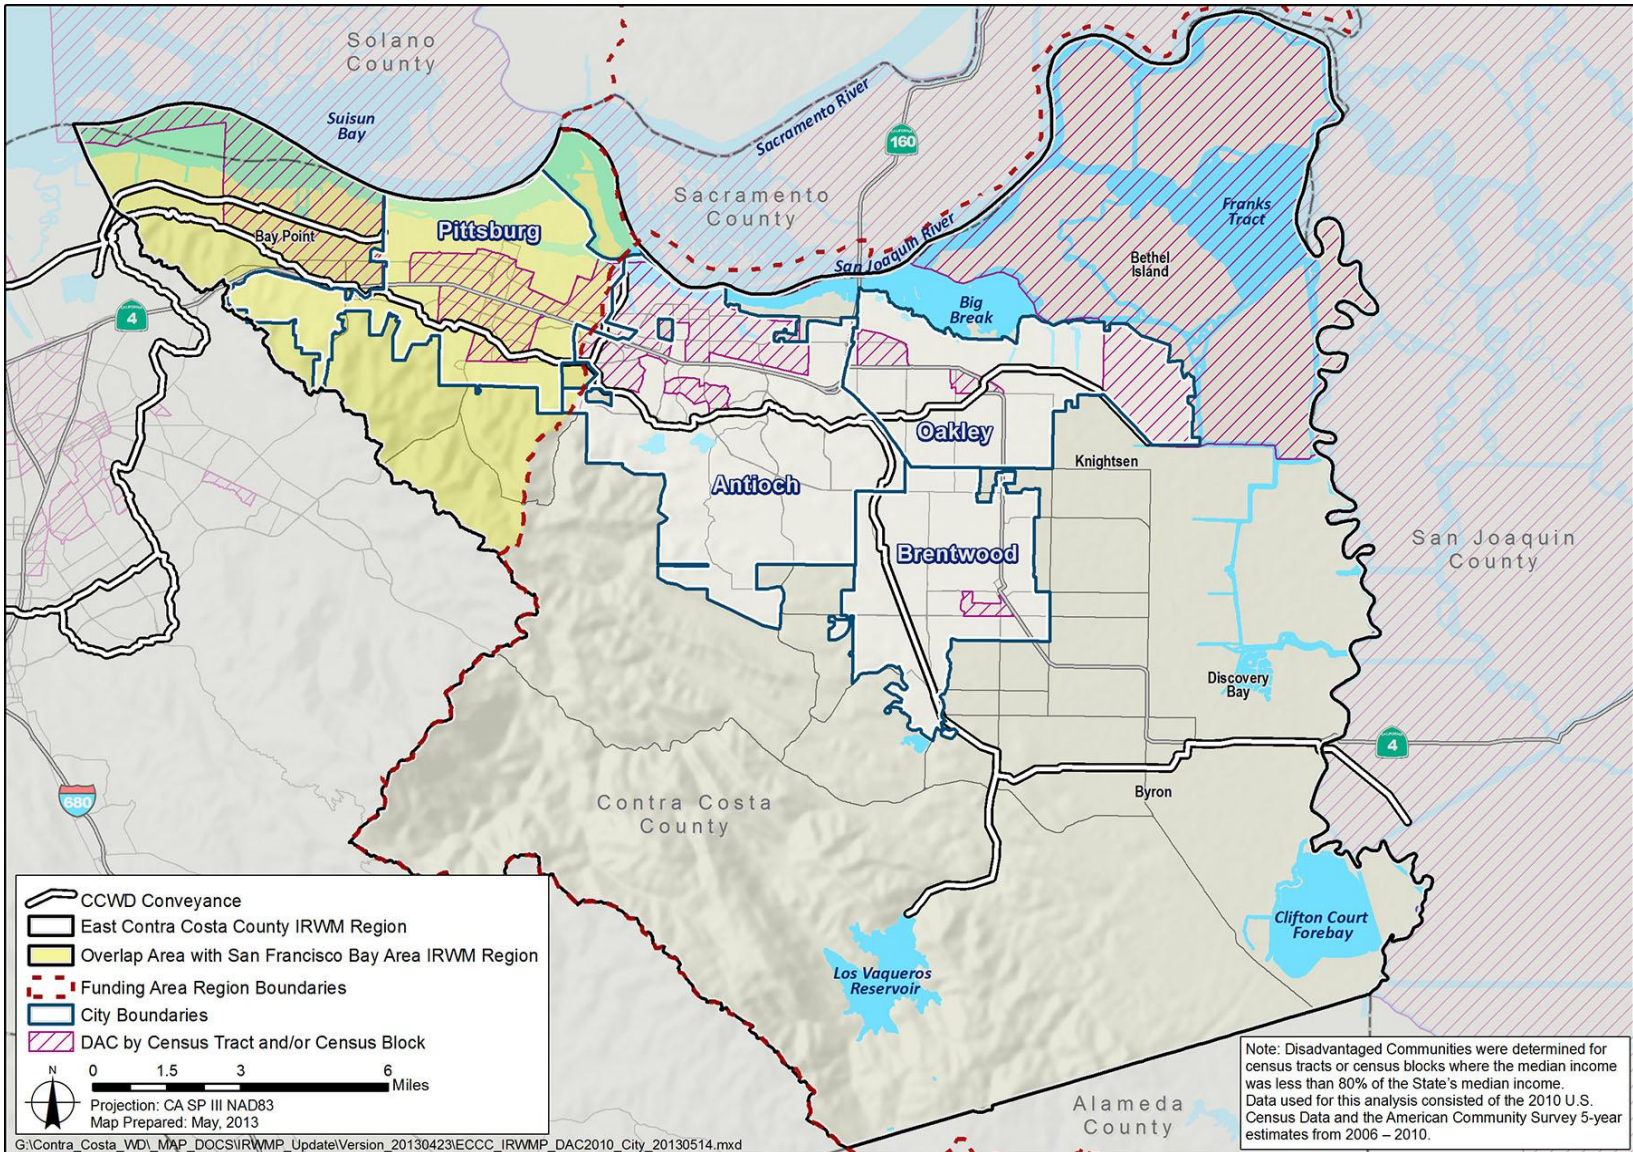 Solano
County
Suisun
Bay
Sacramento River
CALIFORNIA
160
Sacramento
County
Franks
Tract
Pittsburg
Bay Point
San Joaquin River
Bethel
Island
Big
Break
CALIFORNIA
4
Oakley
Knightsen
Antioch
Brentwood
San Joaquin
County
Discovery
Bay
CALIFORNIA
4
Byron
680
Contra Costa
County
Clifton Court
Forebay
Los Vaqueros
Reservoir
Alameda
County
CCWD Conveyance
East Contra Costa County IRWM Region
Overlap Area with San Francisco Bay Area IRWM Region
Funding Area Region Boundaries
City Boundaries
DAC by Census Tract and/or Census Block
N
0 1.5 3 6
Miles
Projection: CA SP III NAD83
Map Prepared: May, 2013
G:\Contra_Costa_WD\_MAP_DOCS\IRWMP_Update\Version_20130423\ECCC_IRWMP_DAC2010_City_20130514.mxd
Note: Disadvantaged Communities were determined for
census tracts or census blocks where the median income
was less than 80% of the State's median income.
Data used for this analysis consisted of the 2010 U.S.
Census Data and the American Community Survey 5-year
estimates from 2006 – 2010.